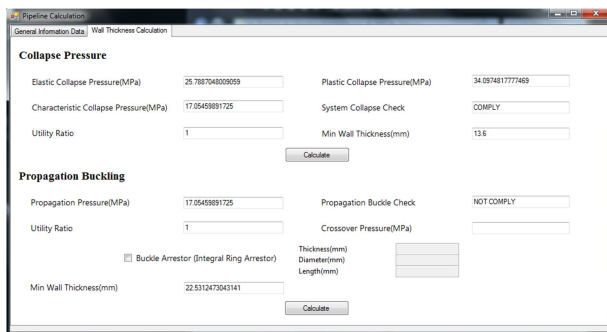 Pipeline Calculation
General Information Data Wall Thickness Calculation
Collapse Pressure
Elastic Collapse Pressure(MPa) 25.7887048009059 Plastic Collapse Pressure(MPa) 34.0974817777469
Characteristic Collapse Pressure(MPa) 17.05459891725 System Collapse Check COMPLY
Utility Ratio 1 Min Wall Thickness(mm) 13.6
Calculate
Propagation Buckling
Propagation Pressure(MPa) 17.05459891725 Propagation Buckle Check NOT COMPLY
Utility Ratio 1 Crossover Pressure(MPa)
Buckle Arrestor (Integral Ring Arrestor) Thickness(mm)
Diameter(mm)
Length(mm)
Min Wall Thickness(mm) 22.5312473043141
Calculate